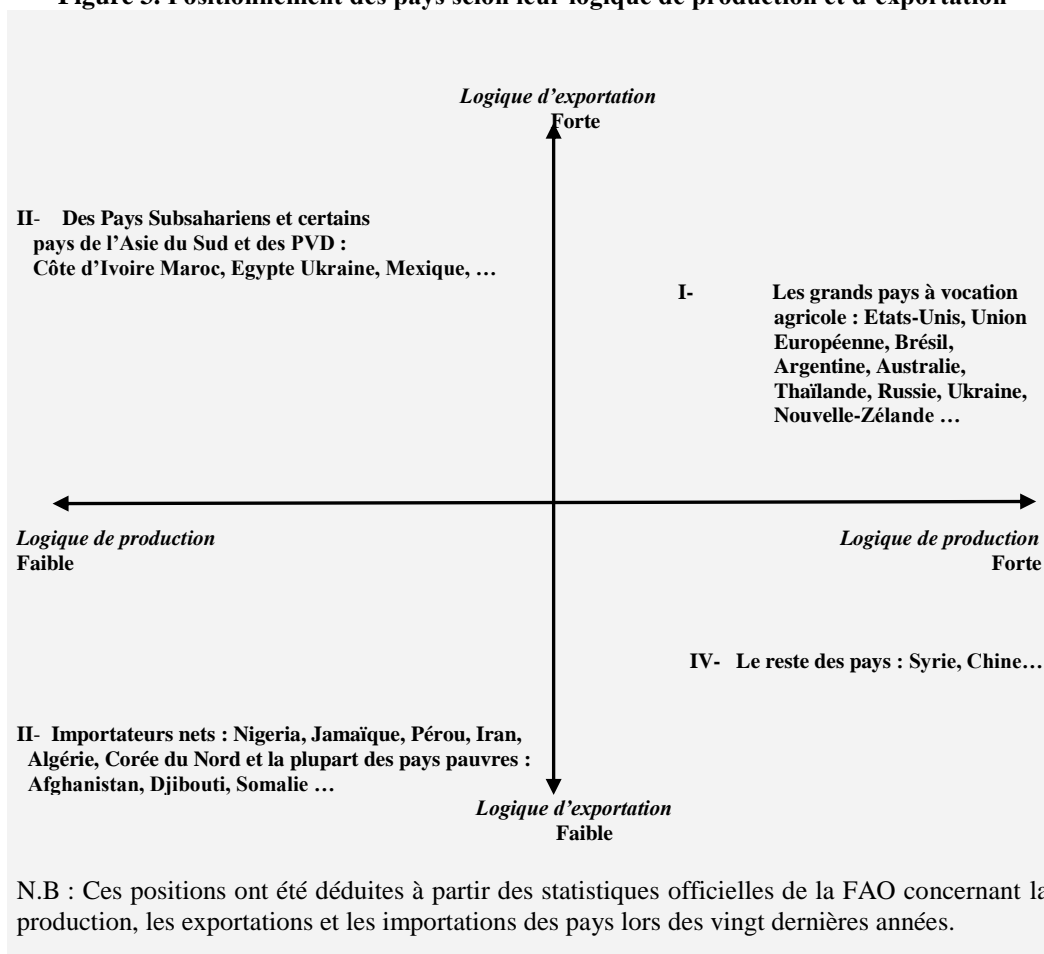 Figure 3. Positionnement des pays selon leur logique de production et d'exportation
Logique d'exportation
Forte
II- Des Pays Subsahariens et certains
pays de l'Asie du Sud et des PVD :
Côte d'Ivoire Maroc, Egypte Ukraine, Mexique, …
I- Les grands pays à vocation
agricole : Etats-Unis, Union
Européenne, Brésil,
Argentine, Australie,
Thaïlande, Russie, Ukraine,
Nouvelle-Zélande …
Logique de production
Faible
Logique de production
Forte
IV- Le reste des pays : Syrie, Chine…
II- Importateurs nets : Nigeria, Jamaïque, Pérou, Iran,
Algérie, Corée du Nord et la plupart des pays pauvres :
Afghanistan, Djibouti, Somalie …
Logique d'exportation
Faible
N.B : Ces positions ont été déduites à partir des statistiques officielles de la FAO concernant la
production, les exportations et les importations des pays lors des vingt dernières années.